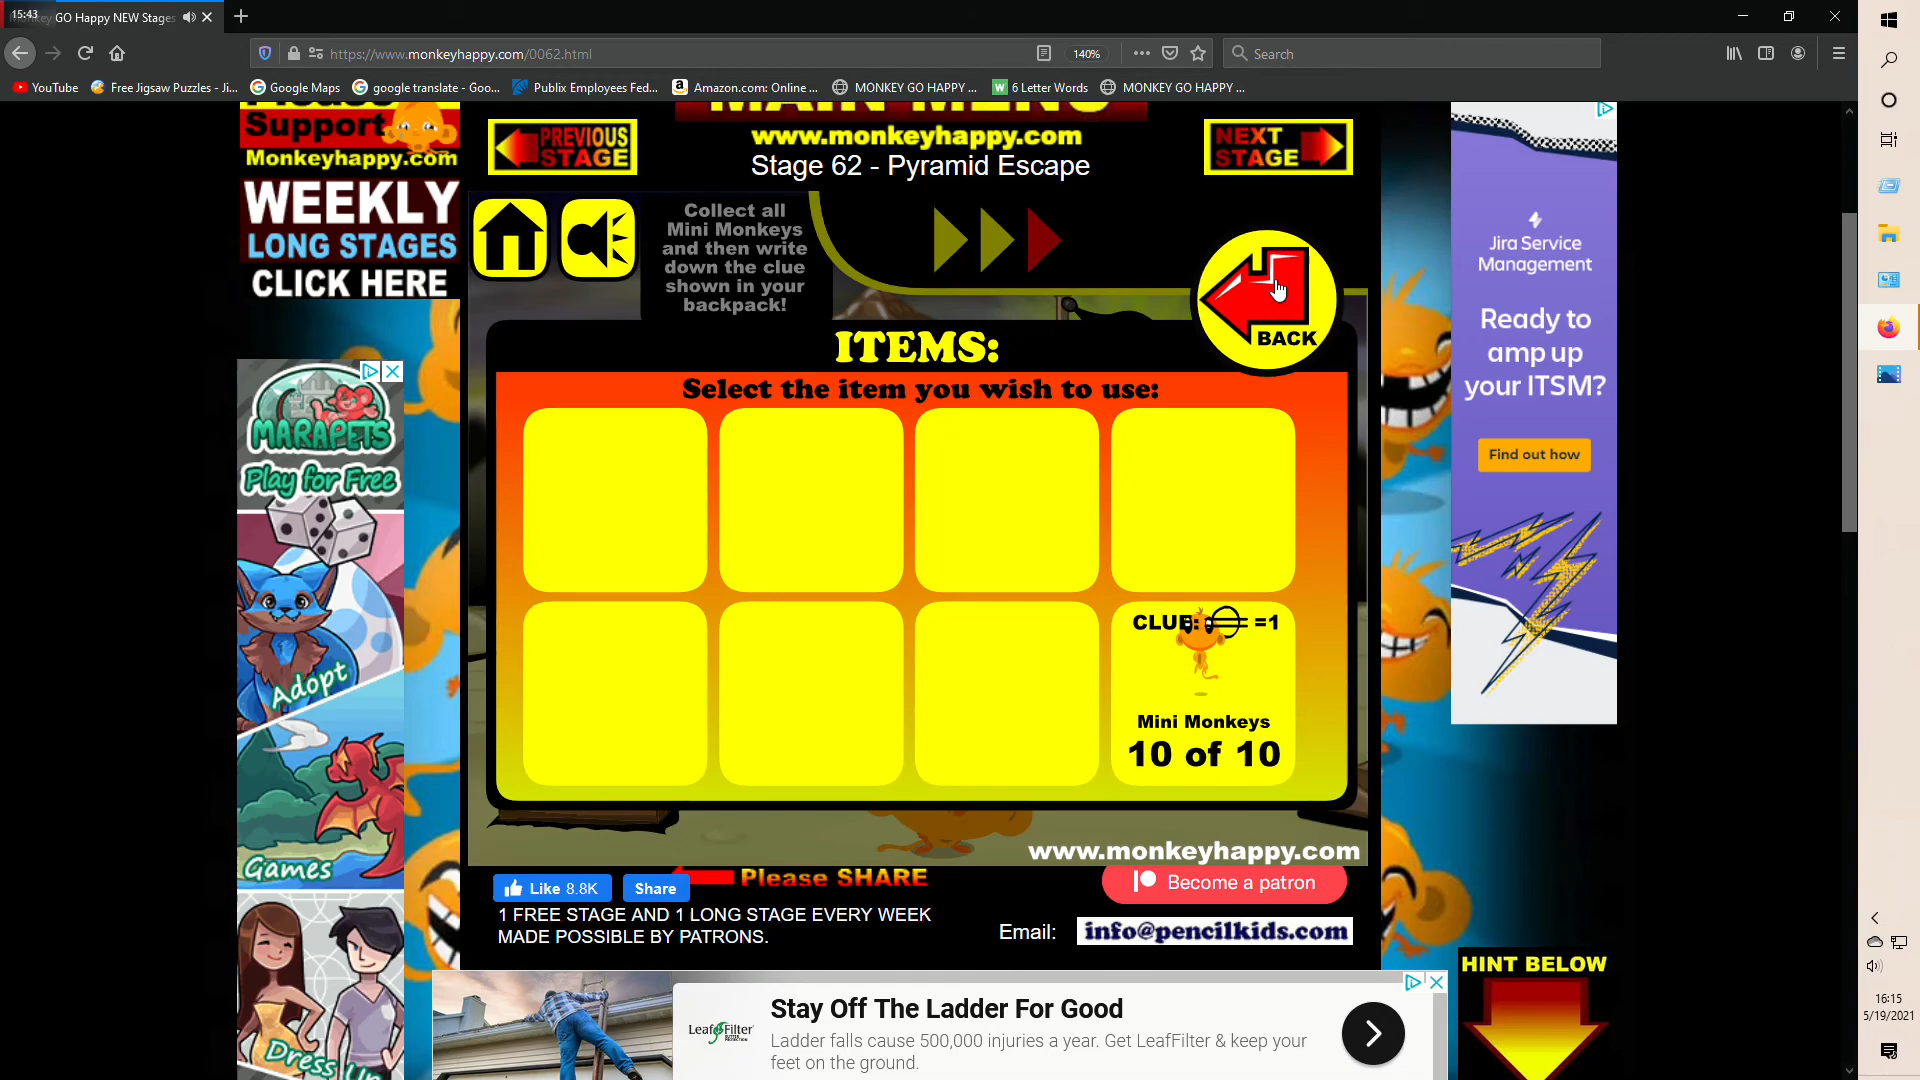 15:43
GO Happy NEW Stages
https://www.monkeyhappy.com/0062.html
140%
Search
YouTube
Free Jigsaw Puzzles - Ji...
Google Maps
google translate - Goo...
Publix Employees Fed...
Amazon.com: Online ...
MONKEY GO HAPPY ...
6 Letter Words
MONKEY GO HAPPY ...
Please
Support
Monkeyhappy.com
WEEKLY
LONG STAGES
CLICK HERE
MAIN MENU
www.monkeyhappy.com
Stage 62 - Pyramid Escape
PREVIOUS
STAGE
NEXT
STAGE
Collect all
Mini Monkeys
and then write
down the clue
shown in your
backpack!
BACK
ITEMS:
Select the item you wish to use:
CLUE: =1
Mini Monkeys
10 of 10
www.monkeyhappy.com
Like 8.8K
Share
Please SHARE
Become a patron
1 FREE STAGE AND 1 LONG STAGE EVERY WEEK
MADE POSSIBLE BY PATRONS.
Email:
info@pencilkids.com
MARAPETS
Play for Free
Adopt
Games
Dress Up
Jira Service
Management
Ready to
amp up
your ITSM?
Find out how
HINT BELOW
LeafFilter
GUTTER PROTECTION
Stay Off The Ladder For Good
Ladder falls cause 500,000 injuries a year. Get LeafFilter & keep your
feet on the ground.
16:15
5/19/2021